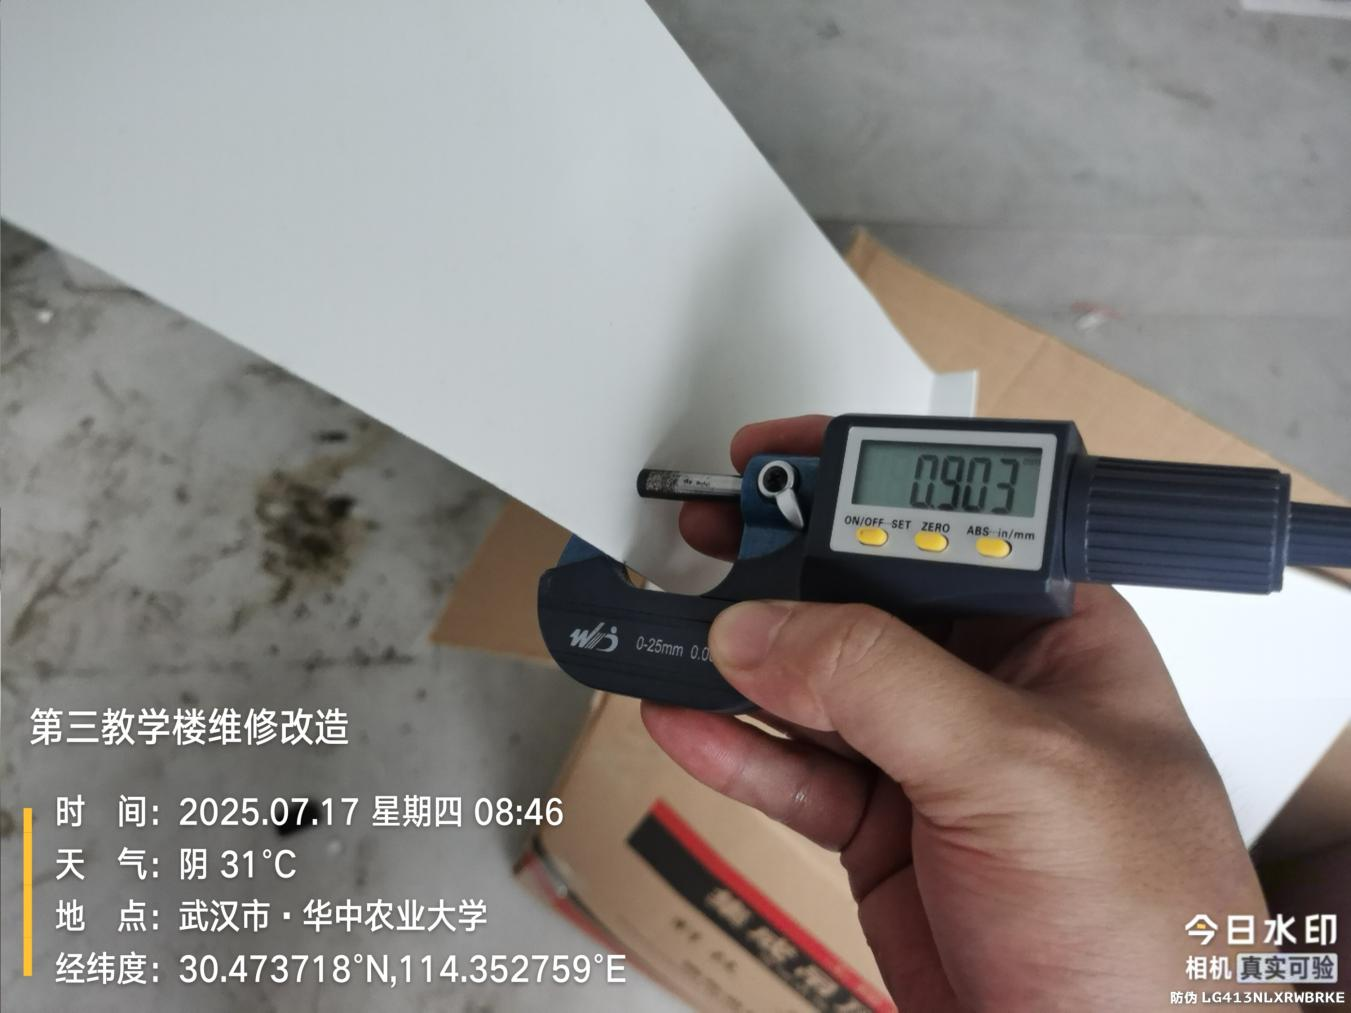 0.903
mm
ON/OFF SET ZERO ABS in/mm
0-25mm 0.0
第三教学楼维修改造
时 间: 2025.07.17 星期四 08:46
天 气: 阴 31°C
地 点: 武汉市·华中农业大学
经纬度: 30.473718°N,114.352759°E
今日水印
相机 真实可验
防伪 LG413NLXRWBRKE